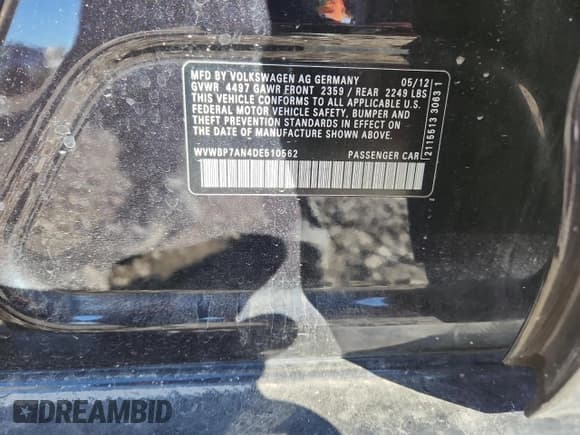 MFD BY VOLKSWAGEN AG GERMANY 05/12
GVWR 4497 GAWR FRONT 2359 / REAR 2249 LBS
THIS VEHICLE CONFORMS TO ALL APPLICABLE U.S.
FEDERAL MOTOR VEHICLE SAFETY, BUMPER AND
THEFT PREVENTION STANDARDS IN EFFECT ON
THE DATE OF MANUFACTURE SHOWN ABOVE.
WVWBP7AN4DE510562 PASSENGER CAR
2115513 3063 1
DREAMBID